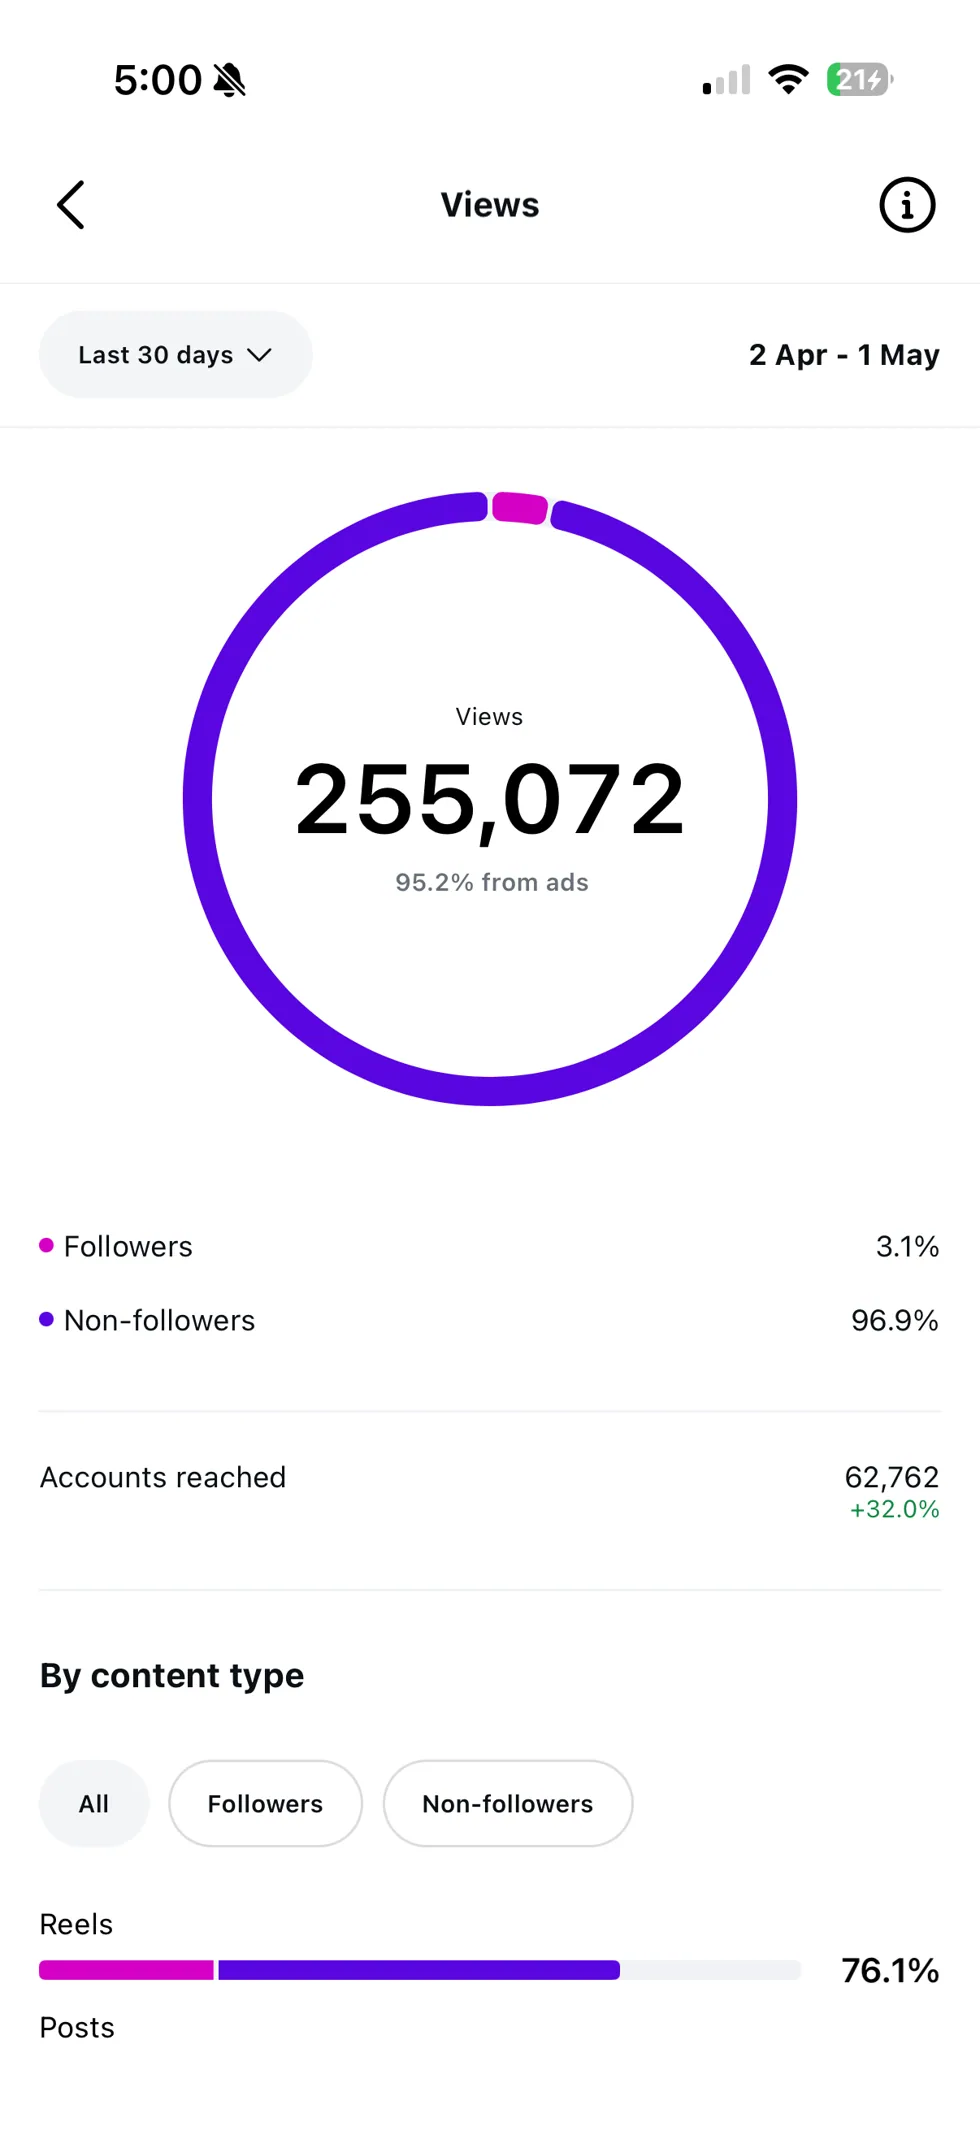 5:00
21
Views
Last 30 days
2 Apr - 1 May
Views
255,072
95.2% from ads
Followers 3.1%
Non-followers 96.9%
Accounts reached 62,762
+32.0%
By content type
All Followers Non-followers
Reels
76.1%
Posts